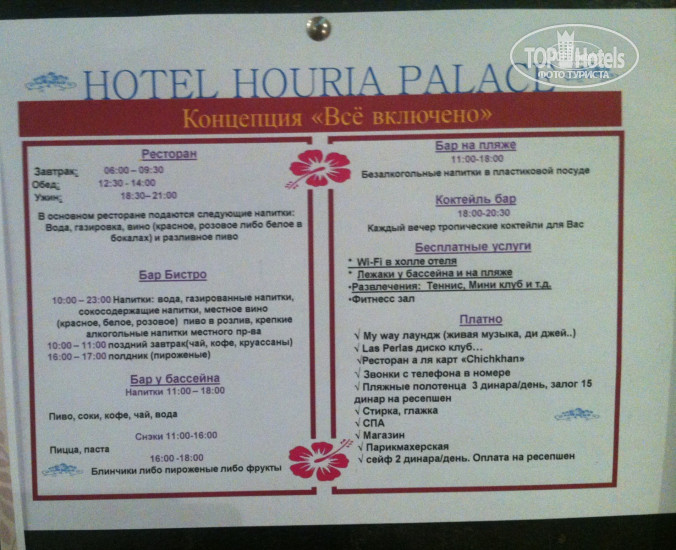 TOP Hotels
ФОТО ТУРИСТА
HOTEL HOURIA PALACE
Концепция «Всё включено»
Ресторан
Завтрак: 06:00 – 09:30
Обед: 12:30 - 14:00
Ужин: 18:30– 21:00
В основном ресторане подаются следующие напитки:
Вода, газировка, вино (красное, розовое либо белое в
бокалах) и разливное пиво
Бар Бистро
10:00 – 23:00 Напитки: вода, газированные напитки,
сокосодержащие напитки, местное вино
(красное, белое, розовое) пиво в розлив, крепкие
алкогольные напитки местного пр-ва
10:00 – 11:00 поздний завтрак(чай, кофе, круассаны)
16:00 – 17:00 полдник (пироженые)
Бар у бассейна
Напитки 11:00 – 18:00
Пиво, соки, кофе, чай, вода
Снэки 11:00-16:00
Пицца, паста
16:00 -18:00
Блинчики либо пироженые либо фрукты
Бар на пляже
11:00-18:00
Безалкогольные напитки в пластиковой посуде
Коктейль бар
18:00-20:30
Каждый вечер тропические коктейли для Вас
Бесплатные услуги
* Wi-Fi в холле отеля
* Лежаки у бассейна и на пляже
•Развлечения: Теннис, Мини клуб и т.д.
•Фитнесс зал
Платно
√ My way лаундж (живая музыка, ди джей..)
√ Las Perlas диско клуб…
√Ресторан а ля карт «Chichkhan»
√ Звонки с телефона в номере
√ Пляжные полотенца 3 динара/день, залог 15
динар на ресепшен
√ Стирка, глажка
√ СПА
√ Магазин
√ Парикмахерская
√ сейф 2 динара/день. Оплата на ресепшен